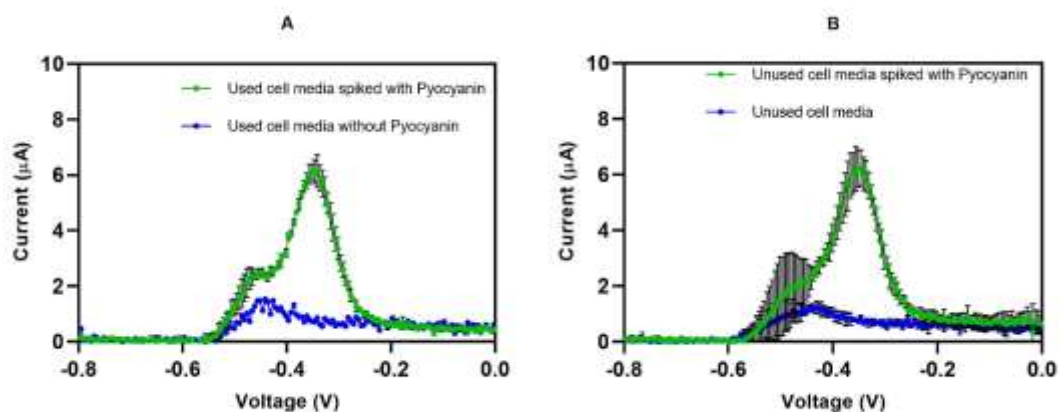 A
Current (µA)
10
8
6
4
2
0
Used cell media spiked with Pyocyanin
Used cell media without Pyocyanin
-0.8
-0.6
-0.4
-0.2
0.0
Voltage (V)
B
Current (µA)
10
8
6
4
2
0
Unused cell media spiked with Pyocyanin
Unused cell media
-0.8
-0.6
-0.4
-0.2
0.0
Voltage (V)